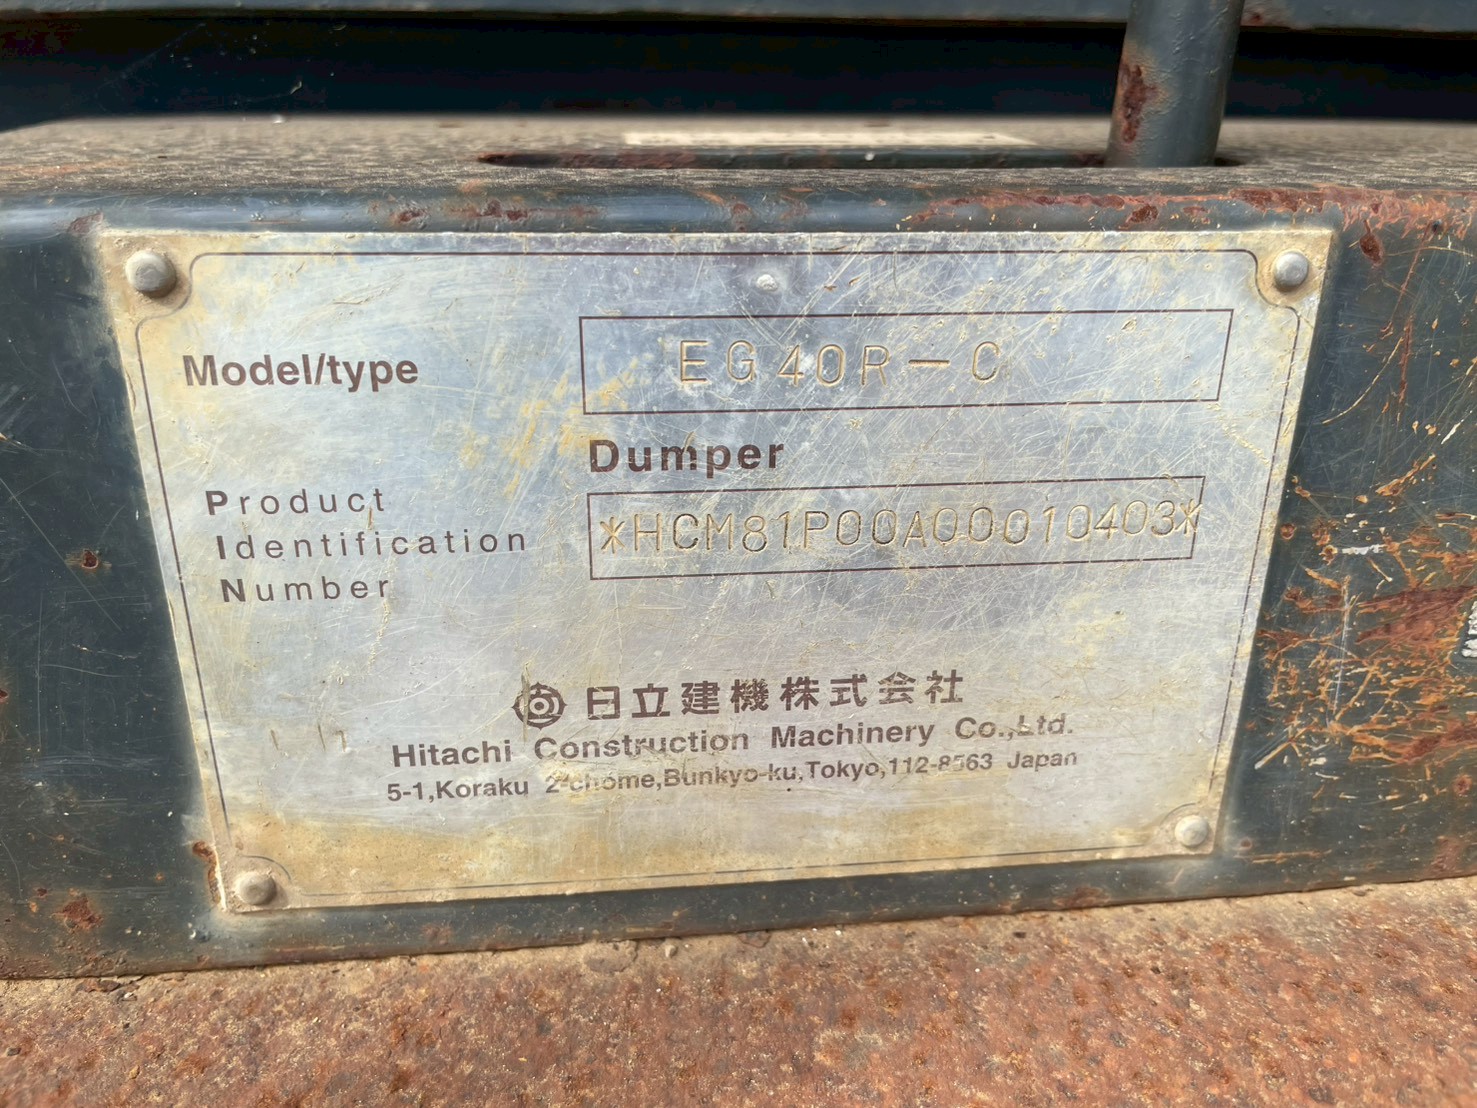 Model/type EG40R-C
Dumper
Product
Identification *HCM81P00A00010403*
Number
日立建機株式会社
Hitachi Construction Machinery Co.,Ltd.
5-1,Koraku 2-chome,Bunkyo-ku,Tokyo,112-8563 Japan